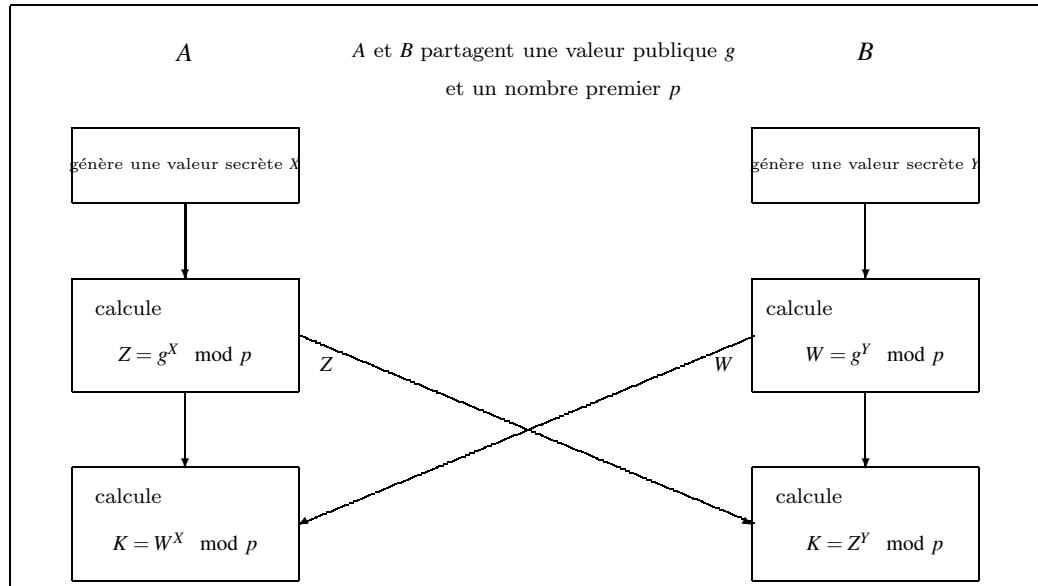 A
A et B partagent une valeur publique g
B
et un nombre premier p
génère une valeur secrète X
génère une valeur secrète Y
calcule
calcule
Z = g^X mod p
W = g^Y mod p
Z
W
calcule
calcule
K = W^X mod p
K = Z^Y mod p